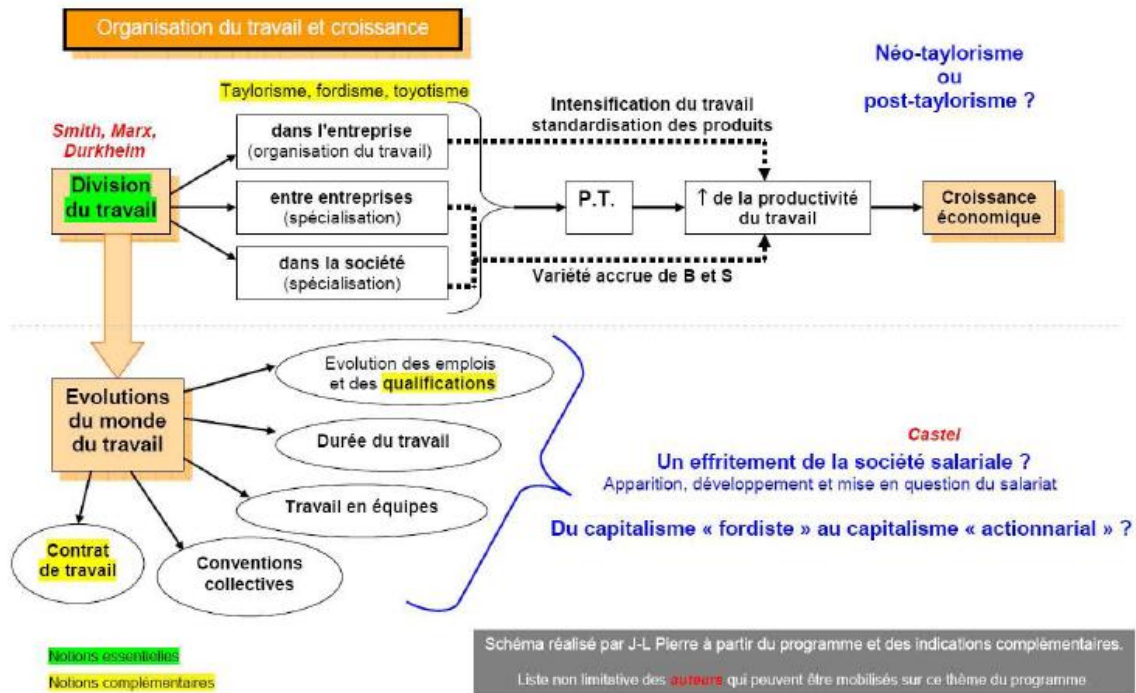 Organisation du travail et croissance
Néo-taylorisme
ou
post-taylorisme ?
Taylorisme, fordisme, toyotisme
Smith, Marx,
Durkheim
Division
du travail
dans l'entreprise
(organisation du travail)
entre entreprises
(spécialisation)
dans la société
(spécialisation)
Intensification du travail
standardisation des produits
P.T.
↑ de la productivité
du travail
Croissance
économique
Variété accrue de B et S
Evolutions
du monde
du travail
Evolution des emplois
et des qualifications
Durée du travail
Travail en équipes
Conventions
collectives
Contrat
de travail
Castel
Un effritement de la société salariale ?
Apparition, développement et mise en question du salariat
Du capitalisme « fordiste » au capitalisme « actionnarial » ?
Notions essentielles
Notions complémentaires
Schéma réalisé par J-L Pierre à partir du programme et des indications complémentaires.
Liste non limitative des auteurs qui peuvent être mobilisés sur ce thème du programme